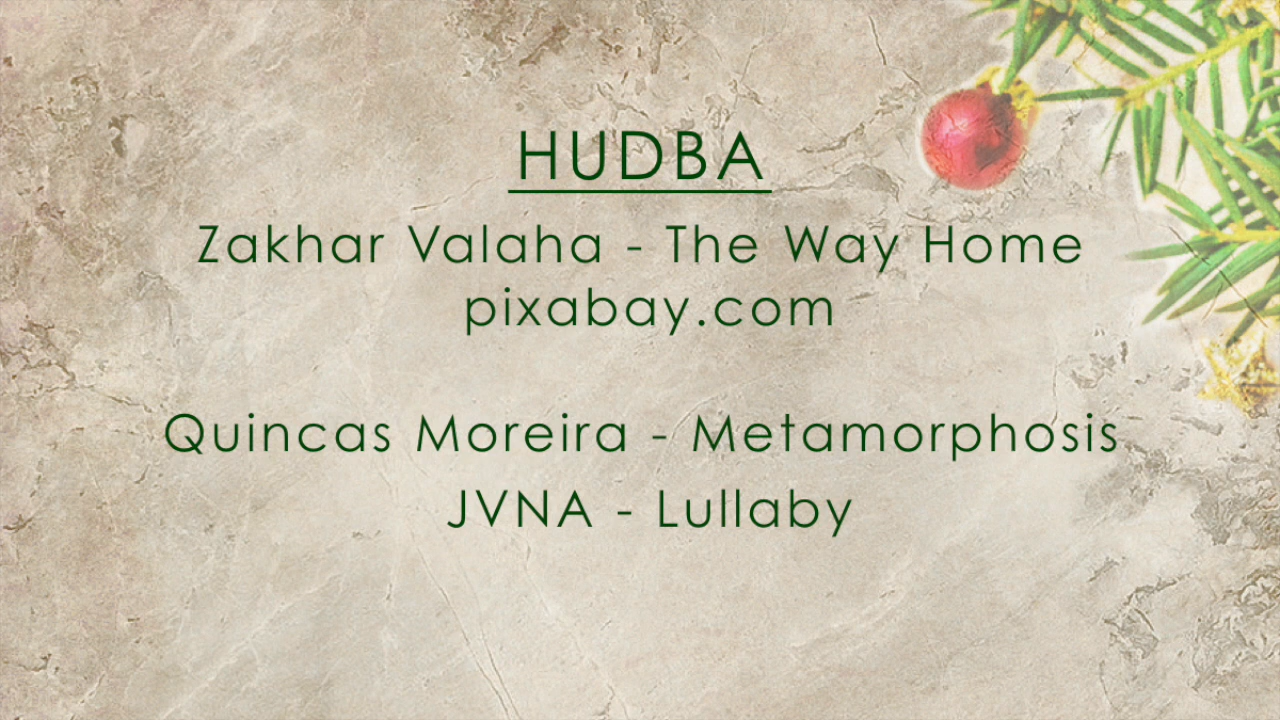 HUDBA
Zakhar Valaha - The Way Home
pixabay.com
Quincas Moreira - Metamorphosis
JVNA - Lullaby